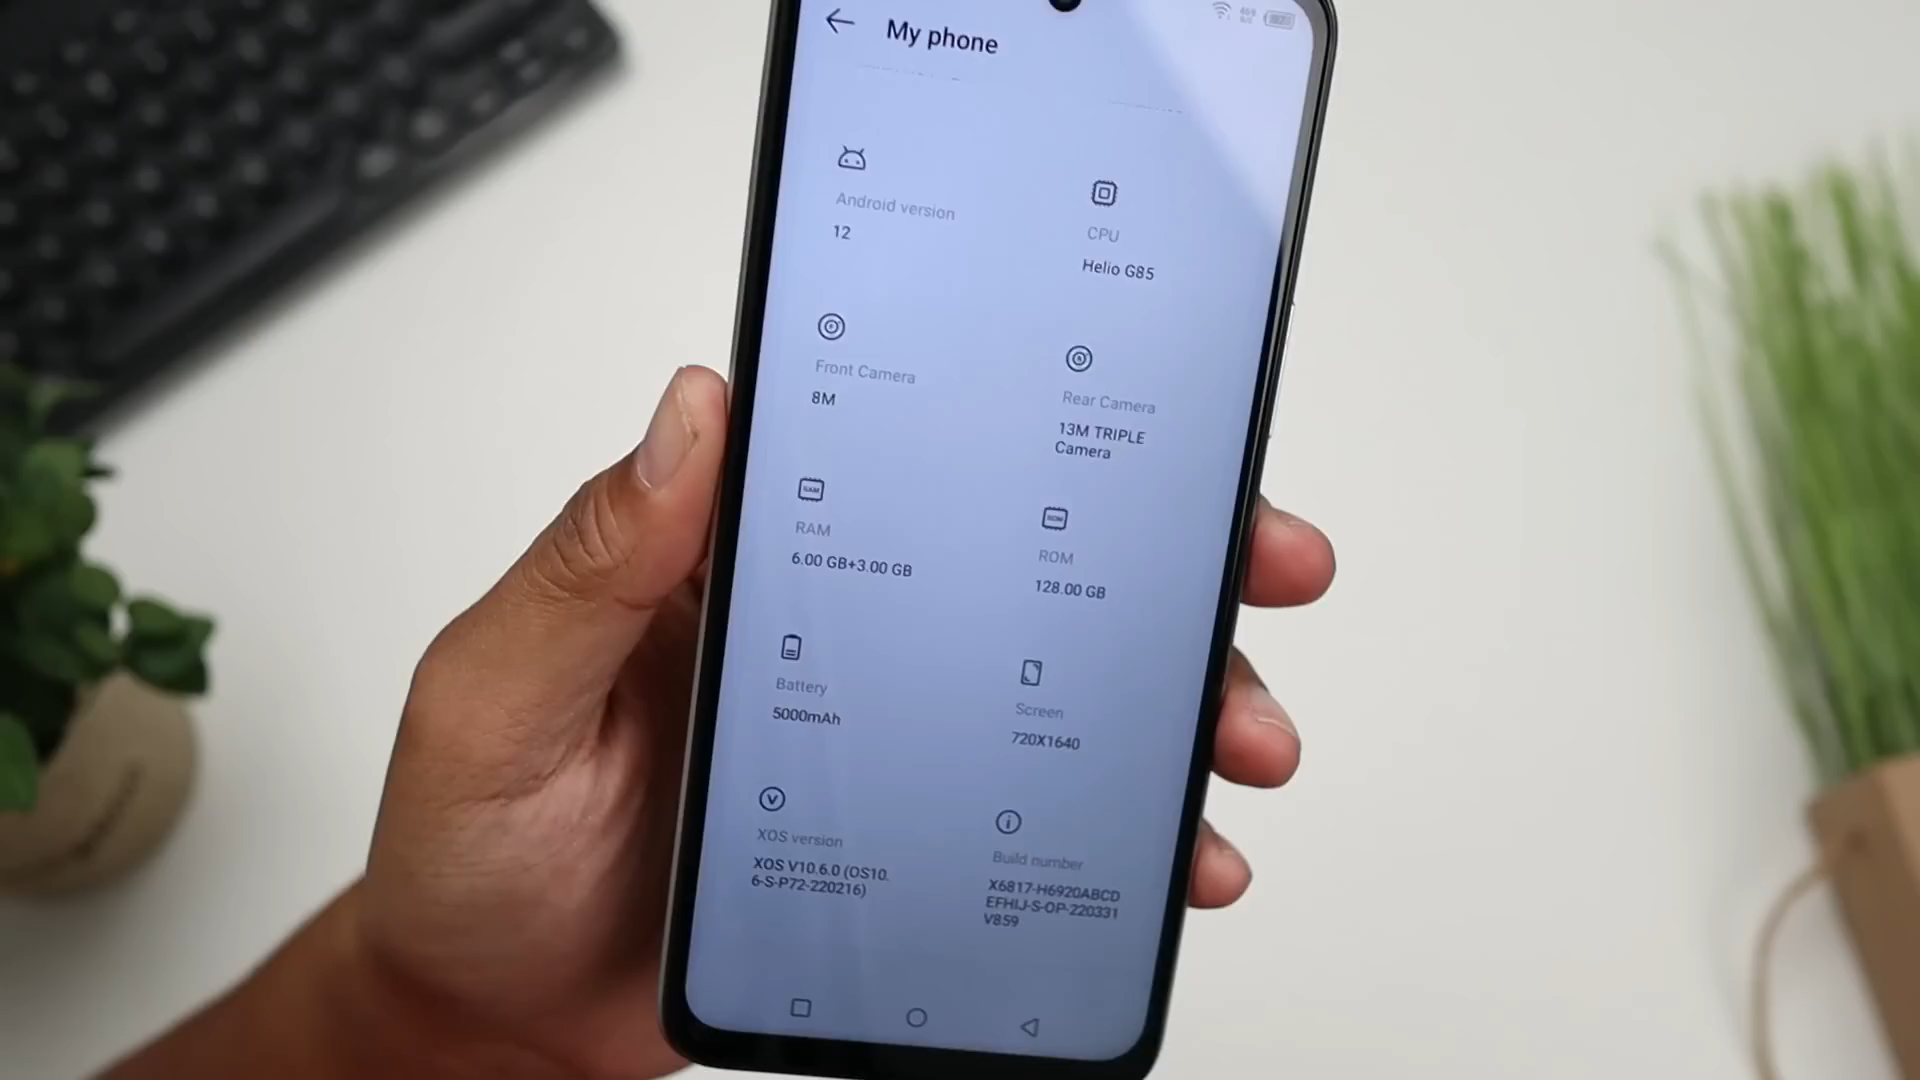 My phone
Android version
12
CPU
Helio G85
Front Camera
8M
Rear Camera
13M TRIPLE
Camera
RAM
6.00 GB+3.00 GB
ROM
128.00 GB
Battery
5000mAh
Screen
720X1640
XOS version
XOS V10.6.0 (OS10.
6-S-P72-220216)
Build number
X6817-H6920ABCD
EFHIJ-S-OP-220331
V859